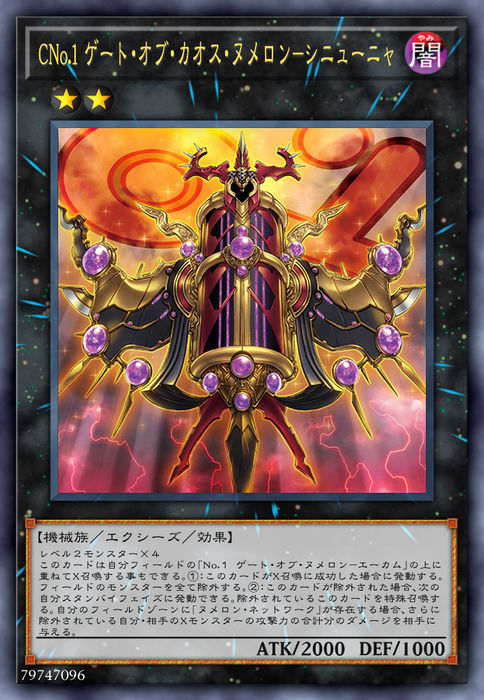 CNo.1 ゲート・オブ・カオス・ヌメロン－シニューニャ
やみ
闇
【機械族／エクシーズ／効果】
レベル２モンスター×４
このカードは自分フィールドの「No.1 ゲート・オブ・ヌメロン－エーカム」の上に
重ねてX召喚する事もできる。①：このカードがX召喚に成功した場合に発動する。
フィールドのモンスターを全て除外する。②：このカードが除外された場合、次の
自分スタンバイフェイズに発動できる。除外されているこのカードを特殊召喚す
る。自分のフィールドゾーンに「ヌメロン・ネットワーク」が存在する場合、さらに
除外されている自分・相手のXモンスターの攻撃力の合計分のダメージを相手に
与える。
ATK/2000 DEF/1000
79747096